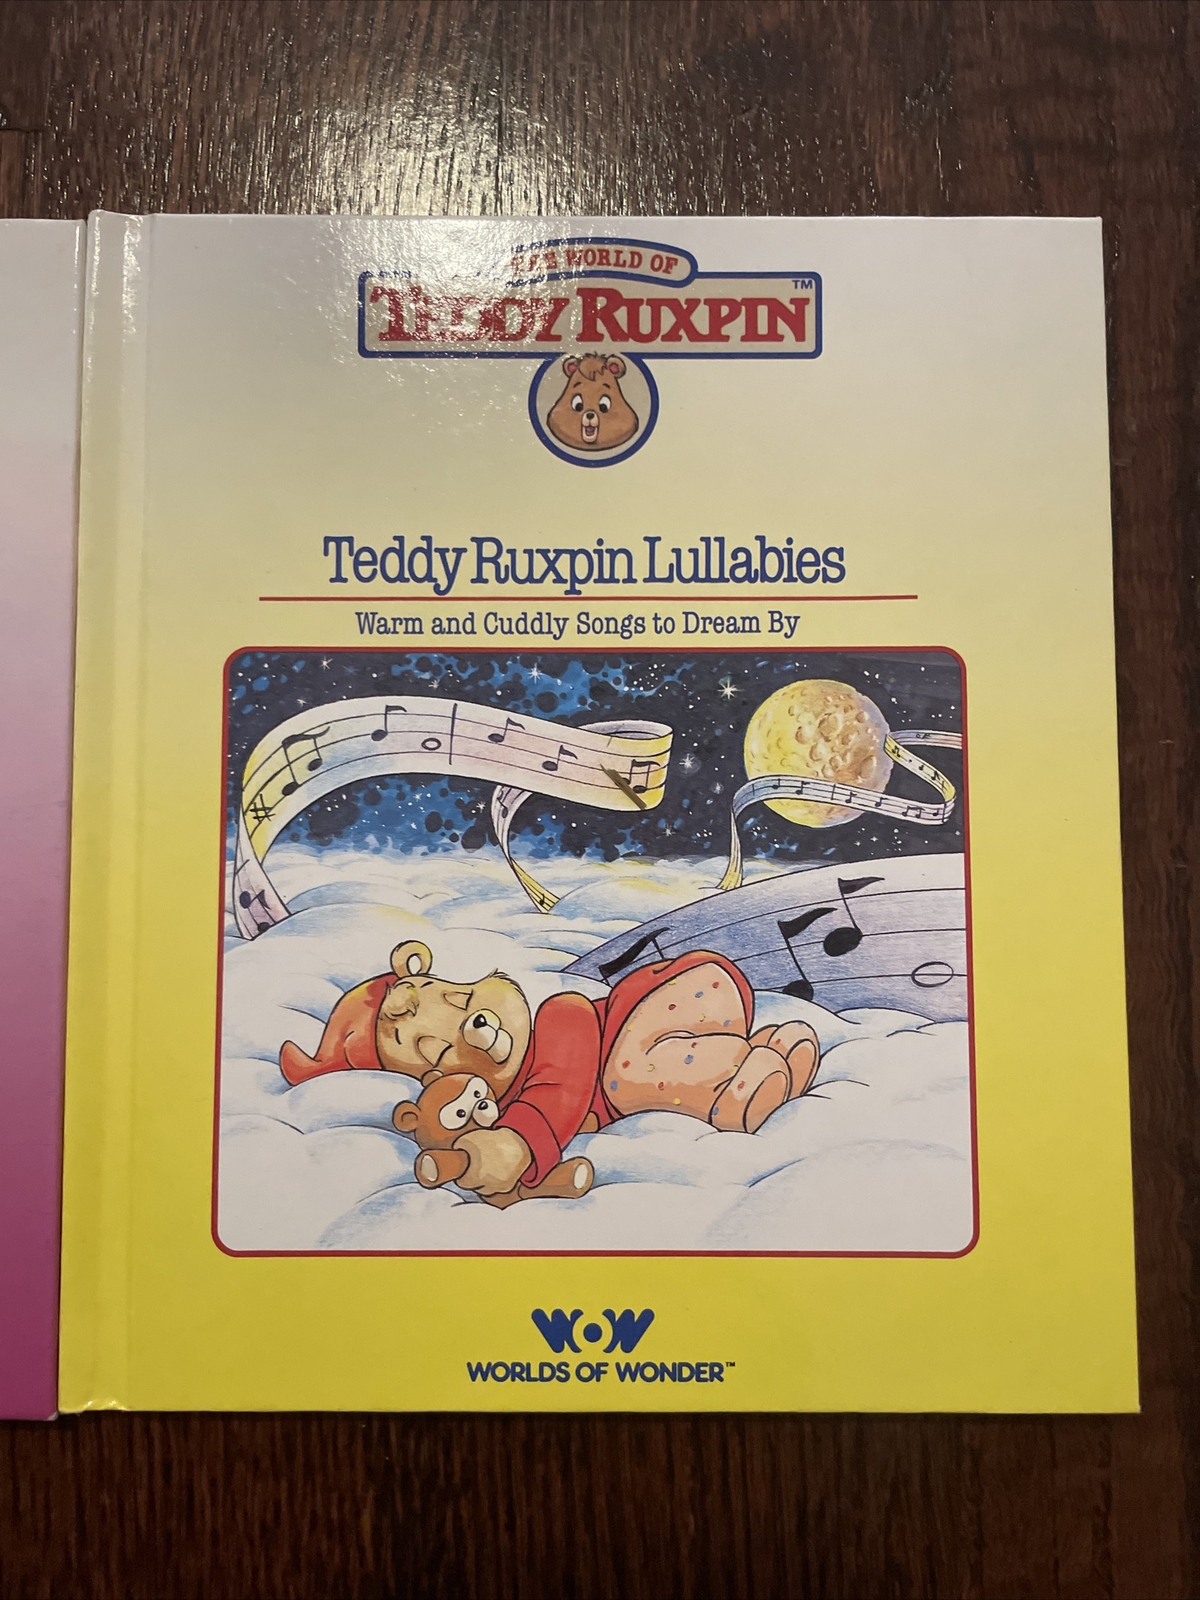 THE WORLD OF
TEDDY RUXPIN™
Teddy Ruxpin Lullabies
Warm and Cuddly Songs to Dream By
WOW
WORLDS OF WONDER™